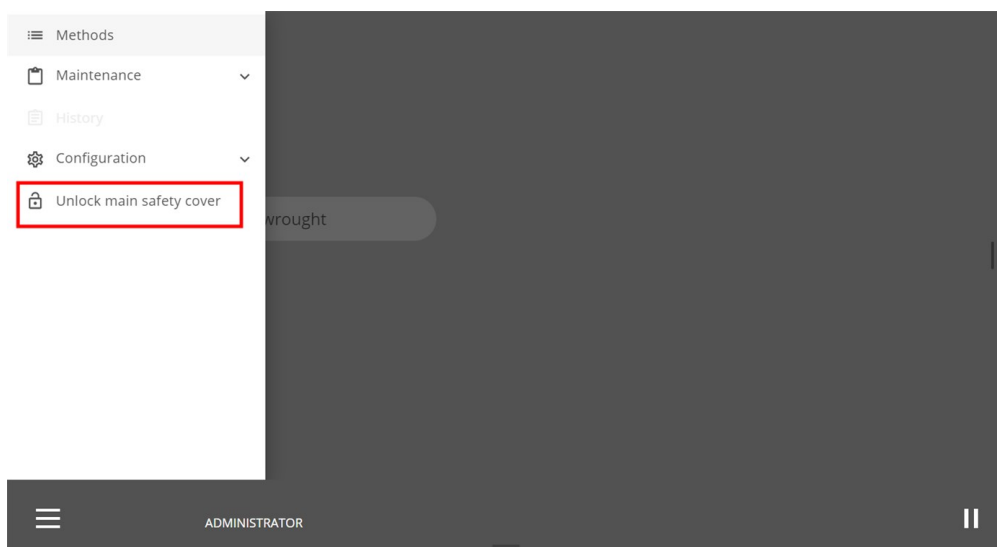 Methods
Maintenance
History
Configuration
Unlock main safety cover
wrought
ADMINISTRATOR